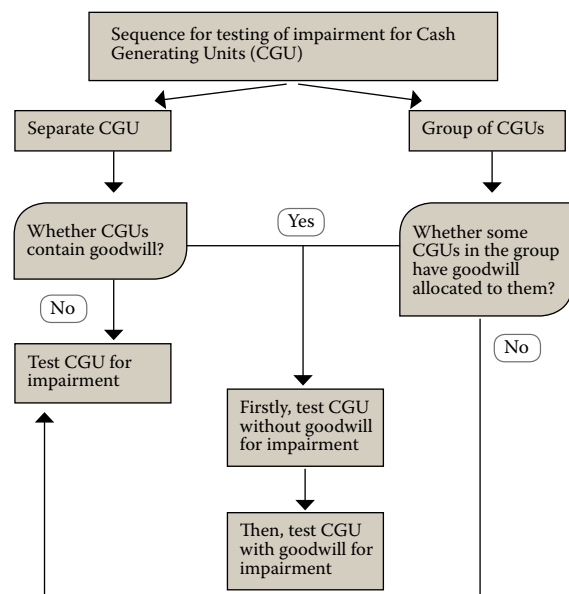 Sequence for testing of impairment for Cash
Generating Units (CGU)
Separate CGU
Group of CGUs
Whether CGUs
contain goodwill?
Yes
Whether some
CGUs in the group
have goodwill
allocated to them?
No
No
Test CGU for
impairment
Firstly, test CGU
without goodwill
for impairment
Then, test CGU
with goodwill for
impairment